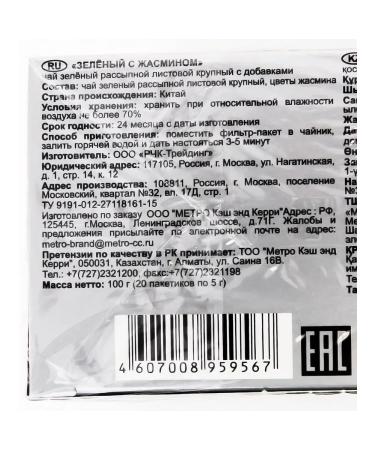 RU «ЗЕЛЁНЫЙ С ЖАСМИНОМ»
чай зелёный рассыпной листовой крупный с добавками
Состав: чай зеленый рассыпной листовой крупный, цветы жасмина
Страна происхождения: Китай
Условия хранения: хранить при относительной влажности
воздуха не более 70%
Срок годности: 24 месяца с даты изготовления
Способ приготовления: поместить фильтр-пакет в чайник,
залить горячей водой и дать настояться 3-5 минут
Изготовитель: ООО «РЧК-Трейдинг»
Юридический адрес: 117105, Россия, г. Москва, ул. Нагатинская,
д. 1, стр. 14, к. 12
Адрес производства: 108811, Россия, г. Москва, поселение
Московский, квартал №32, вл. 17Д, стр. 1
ТУ 9191-012-27118161-15
Изготовлено по заказу ООО "МЕТРО Кэш энд Керри" Адрес: РФ,
125445, г.Москва, Ленинградское шоссе, д.71Г. Жалобы и
предложения присылайте по электронной почте на адрес:
metro-brand@metro-cc.ru
Претензии по качеству в РК принимает: ТОО "Метро Кэш энд
Керри", 050031, Казахстан, г. Алматы, ул. Саина 16В.
Тел.:+7(727)2321200, факс:+7(727)2321198
Масса нетто: 100 г (20 пакетиков по 5 г)
4 607008 959567
EAC